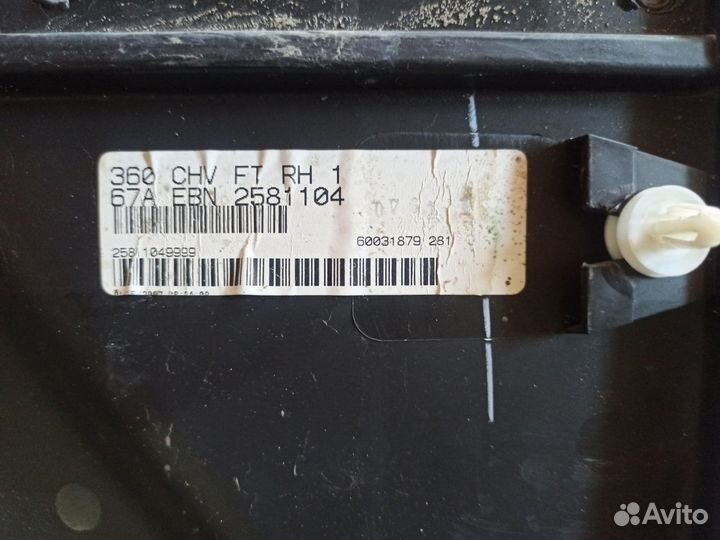 360 CHV FT RH 1
67A EBN 2581104
60031879 281
2581049999
Avito